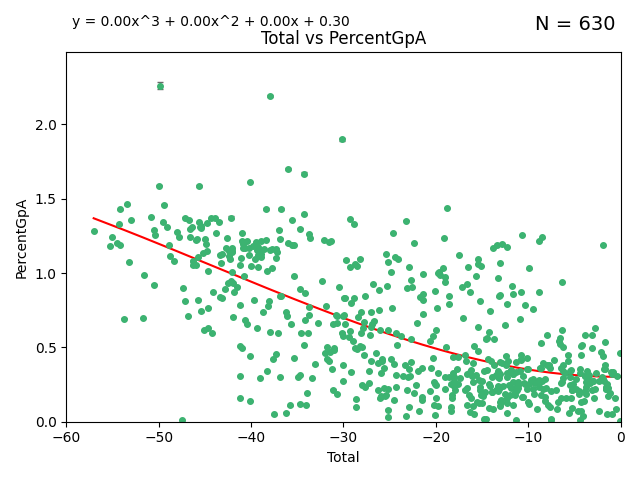 y = 0.00x^3 + 0.00x^2 + 0.00x + 0.30
N = 630
Total vs PercentGpA
PercentGpA
2.0
1.5
1.0
0.5
0.0
−60
−50
−40
−30
−20
−10
0
Total